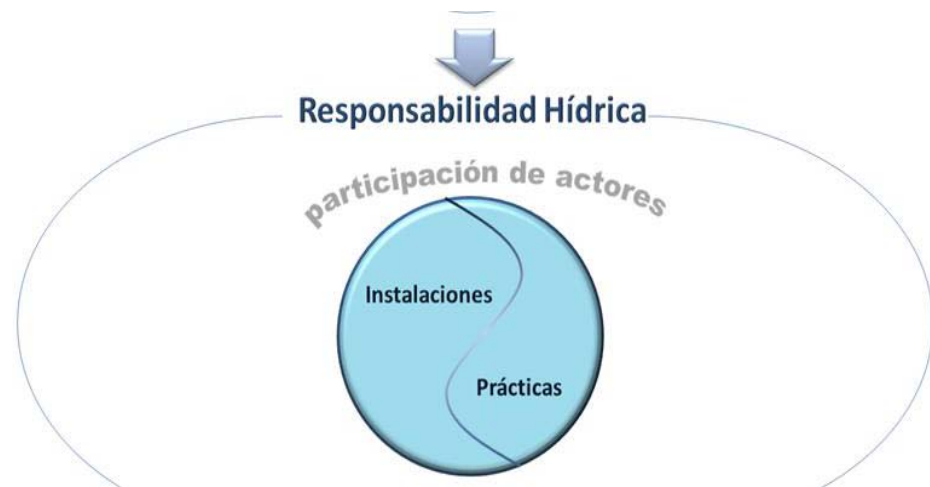 Responsabilidad Hídrica
participación de actores
Instalaciones
Prácticas